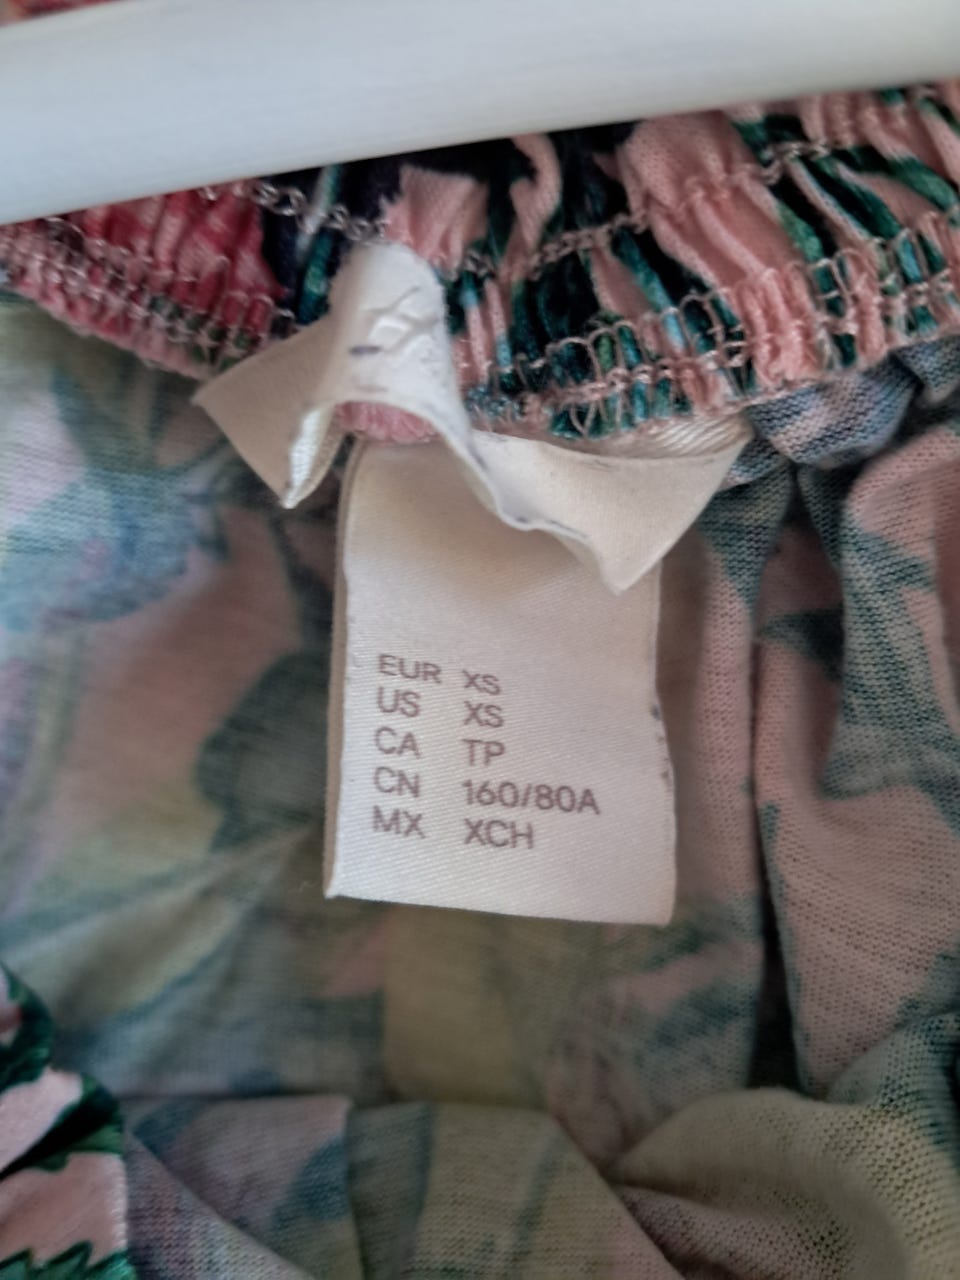 EUR XS
US XS
CA TP
CN 160/80A
MX XCH